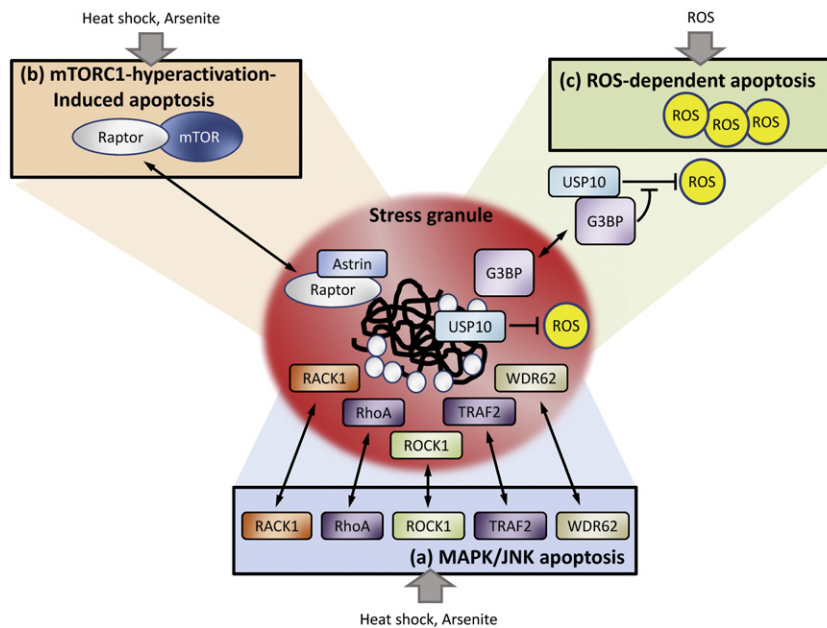 Heat shock, Arsenite
ROS
(b) mTORC1-hyperactivation-
Induced apoptosis
Raptor
mTOR
(c) ROS-dependent apoptosis
ROS
ROS
ROS
USP10
ROS
G3BP
Stress granule
Astrin
Raptor
G3BP
USP10
ROS
RACK1
WDR62
RhoA
TRAF2
ROCK1
RACK1
RhoA
ROCK1
TRAF2
WDR62
(a) MAPK/JNK apoptosis
Heat shock, Arsenite